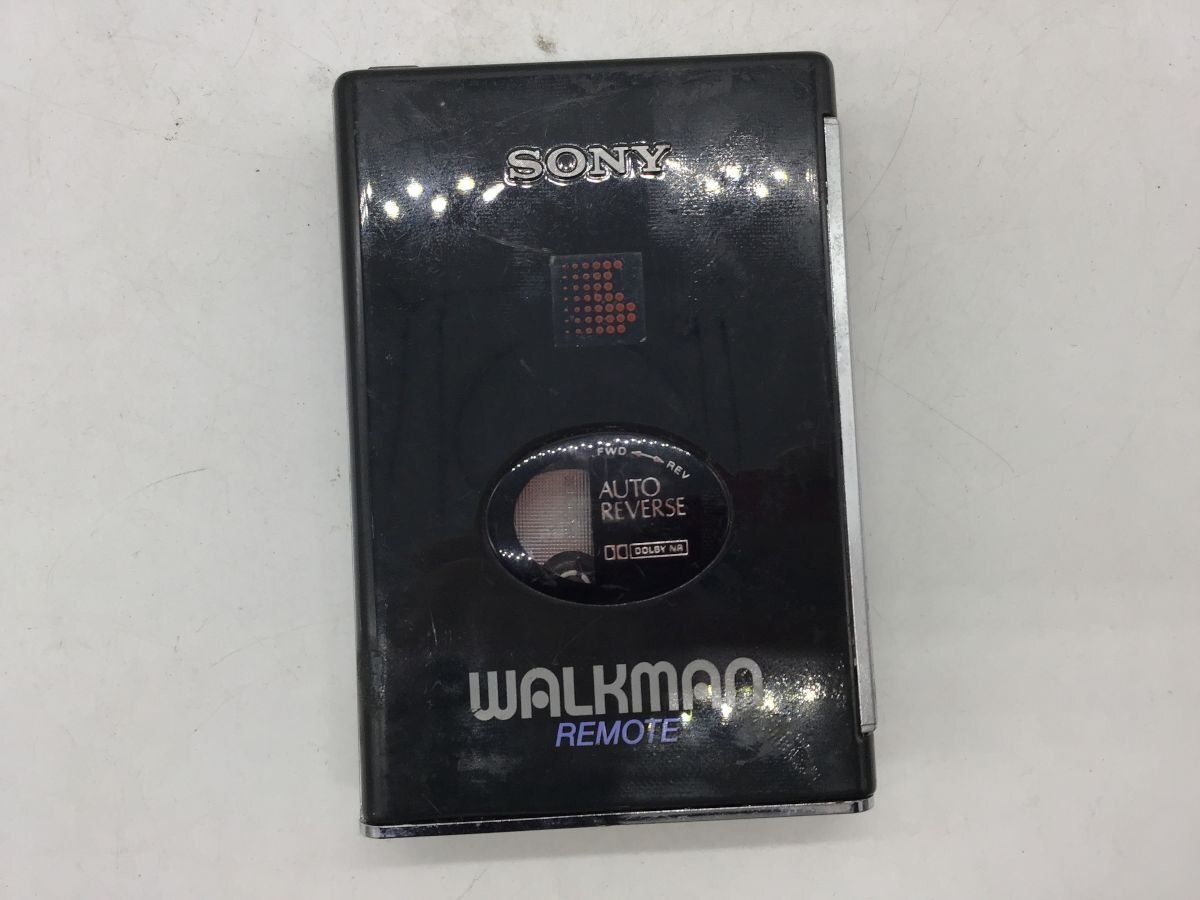 SONY
FWD
REV
AUTO
REVERSE
DOLBY NR
WALKMAN
REMOTE